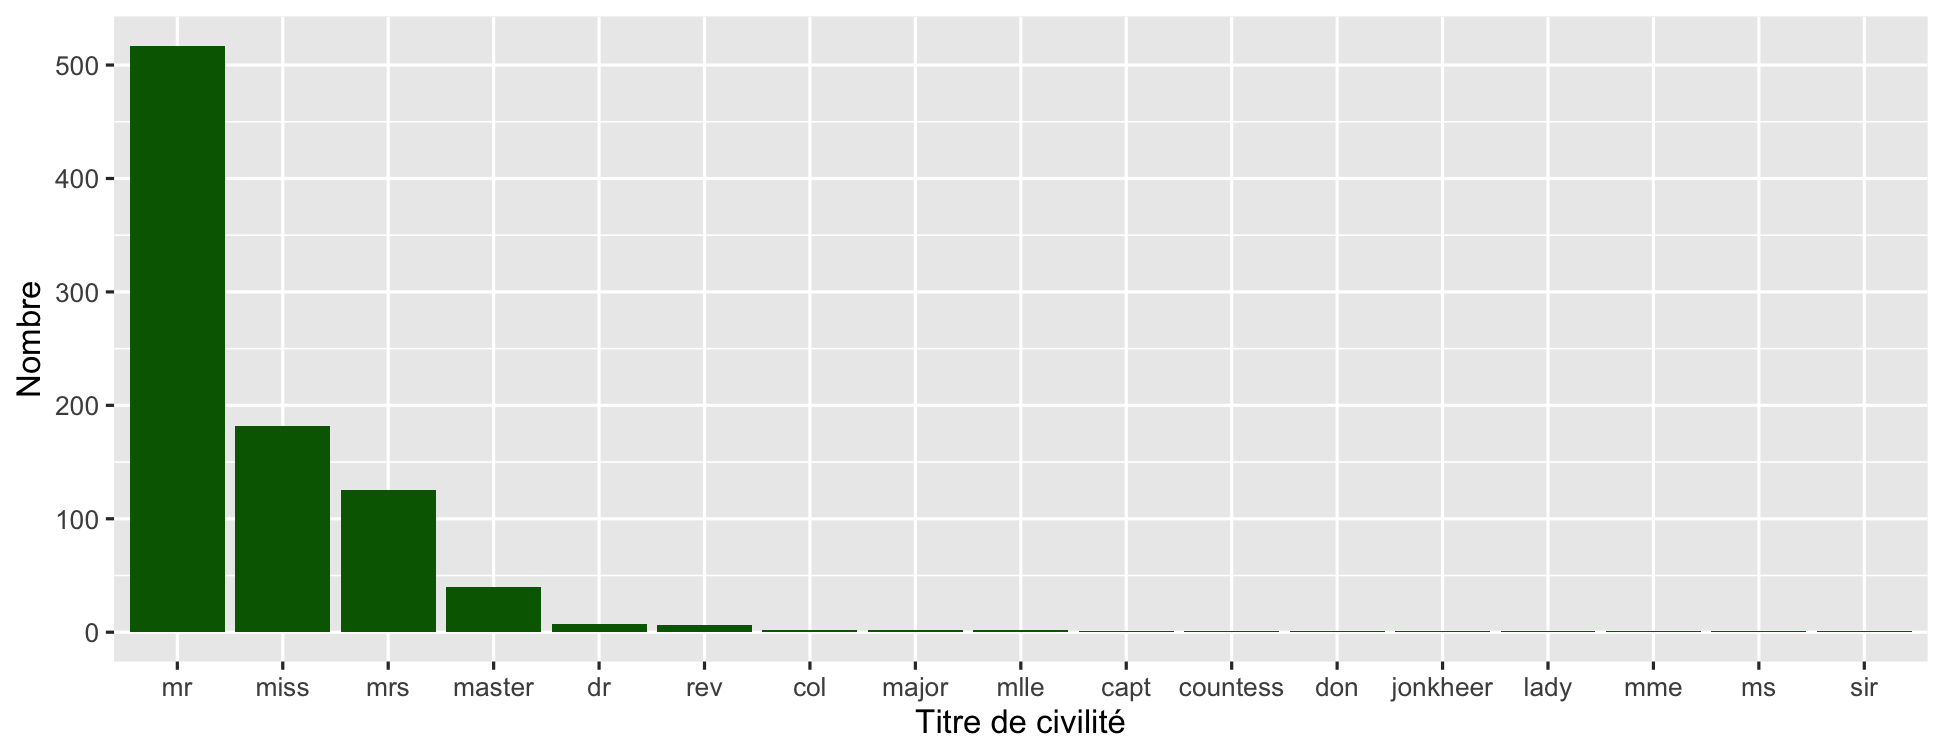 500
400
300
200
100
0
Nombre
mr miss mrs master dr rev col major mlle capt countess don jonkheer lady mme ms sir
Titre de civilité